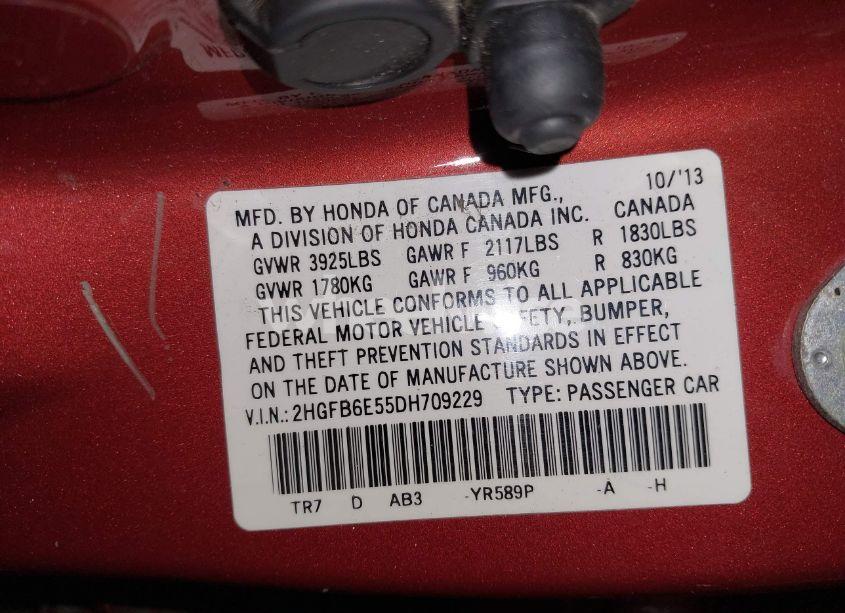 MFD. BY HONDA OF CANADA MFG., 10/'13
A DIVISION OF HONDA CANADA INC. CANADA
GVWR 3925LBS GAWR F 2117LBS R 1830LBS
GVWR 1780KG GAWR F 960KG R 830KG
THIS VEHICLE CONFORMS TO ALL APPLICABLE
FEDERAL MOTOR VEHICLE SAFETY, BUMPER,
AND THEFT PREVENTION STANDARDS IN EFFECT
ON THE DATE OF MANUFACTURE SHOWN ABOVE.
V.I.N.: 2HGFB6E55DH709229 TYPE: PASSENGER CAR
TR7 D AB3 -YR589P -A -H